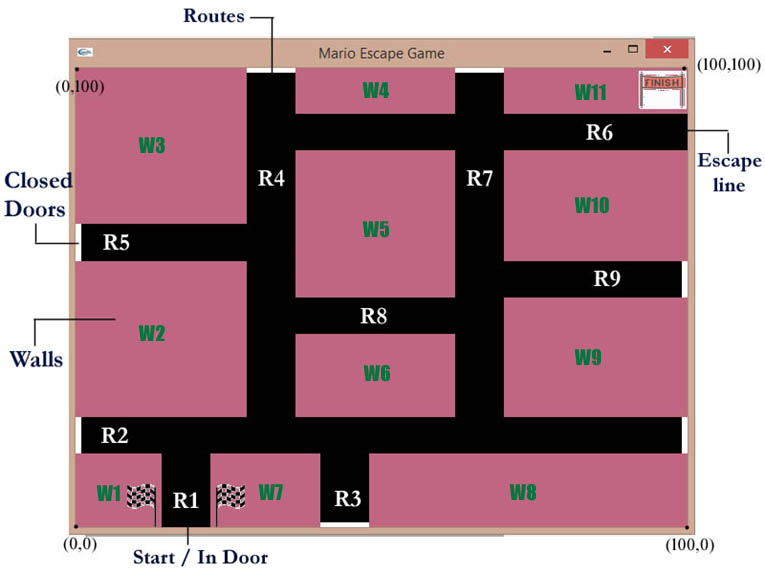 Routes
Mario Escape Game
(0,100)
(100,100)
W4
W11
FINISH
W3
R6
Escape
line
R4
R7
Closed
Doors
W10
W5
R5
R9
R8
W2
Walls
W6
W9
R2
W1
R1
W7
R3
W8
(0,0)
(100,0)
Start / In Door